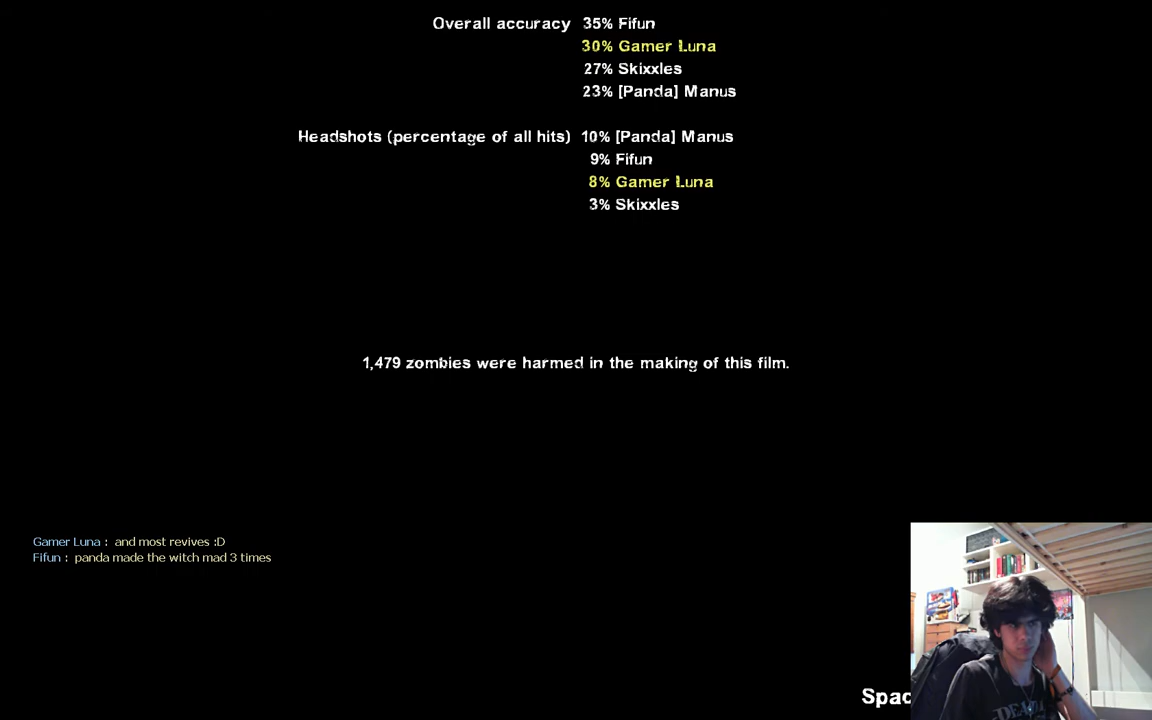 Overall accuracy 35% Fifun
30% Gamer Luna
27% Skixxles
23% [Panda] Manus
Headshots (percentage of all hits) 10% [Panda] Manus
9% Fifun
8% Gamer Luna
3% Skixxles
1,479 zombies were harmed in the making of this film.
Gamer Luna : and most revives :D
Fifun : panda made the witch mad 3 times
Spac